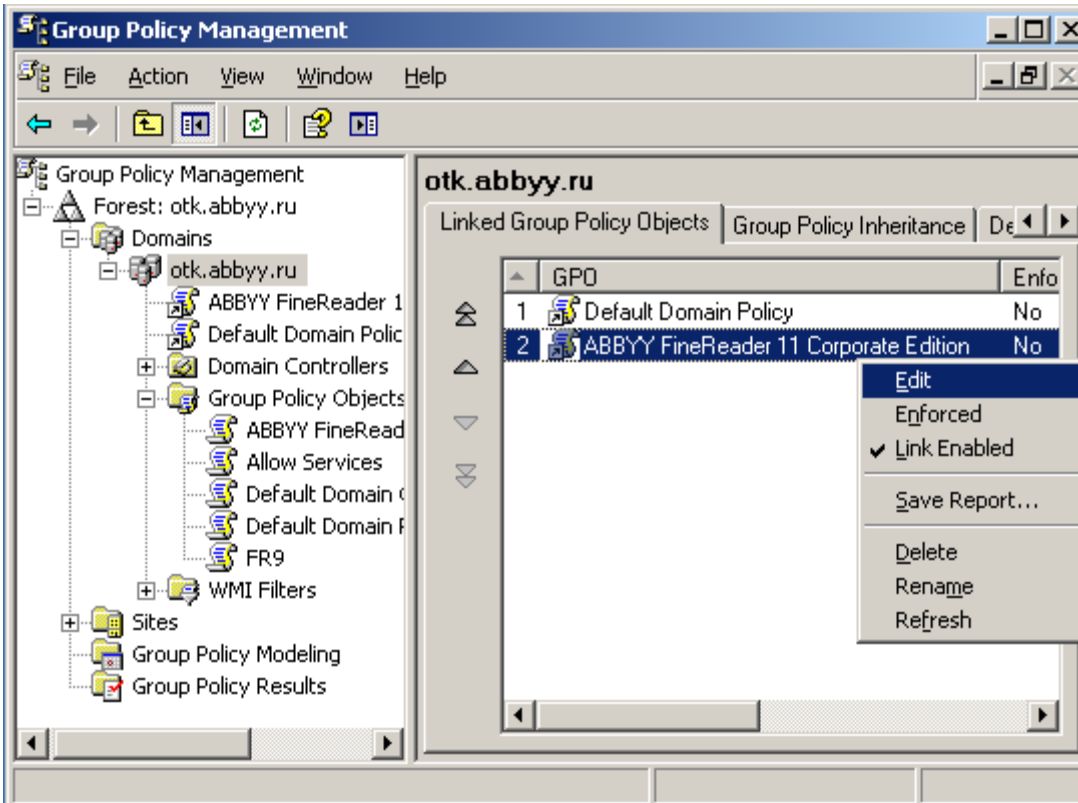 Group Policy Management
File Action View Window Help
Group Policy Management
Forest: otk.abbyy.ru
Domains
otk.abbyy.ru
ABBYY FineReader 1
Default Domain Polic
Domain Controllers
Group Policy Objects
ABBYY FineRead
Allow Services
Default Domain
Default Domain
FR9
WMI Filters
Sites
Group Policy Modeling
Group Policy Results
otk.abbyy.ru
Linked Group Policy Objects Group Policy Inheritance De
GPO Enfo
1 Default Domain Policy No
2 ABBYY FineReader 11 Corporate Edition No
Edit
Enforced
Link Enabled
Save Report...
Delete
Rename
Refresh